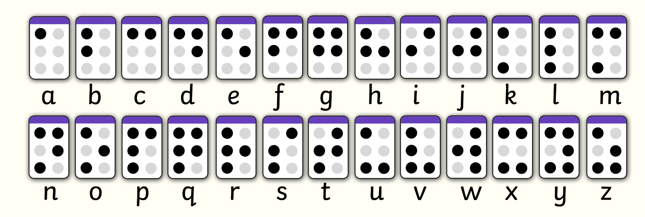 a b c d e f g h i j k l m
n o p q r s t u v w x y z